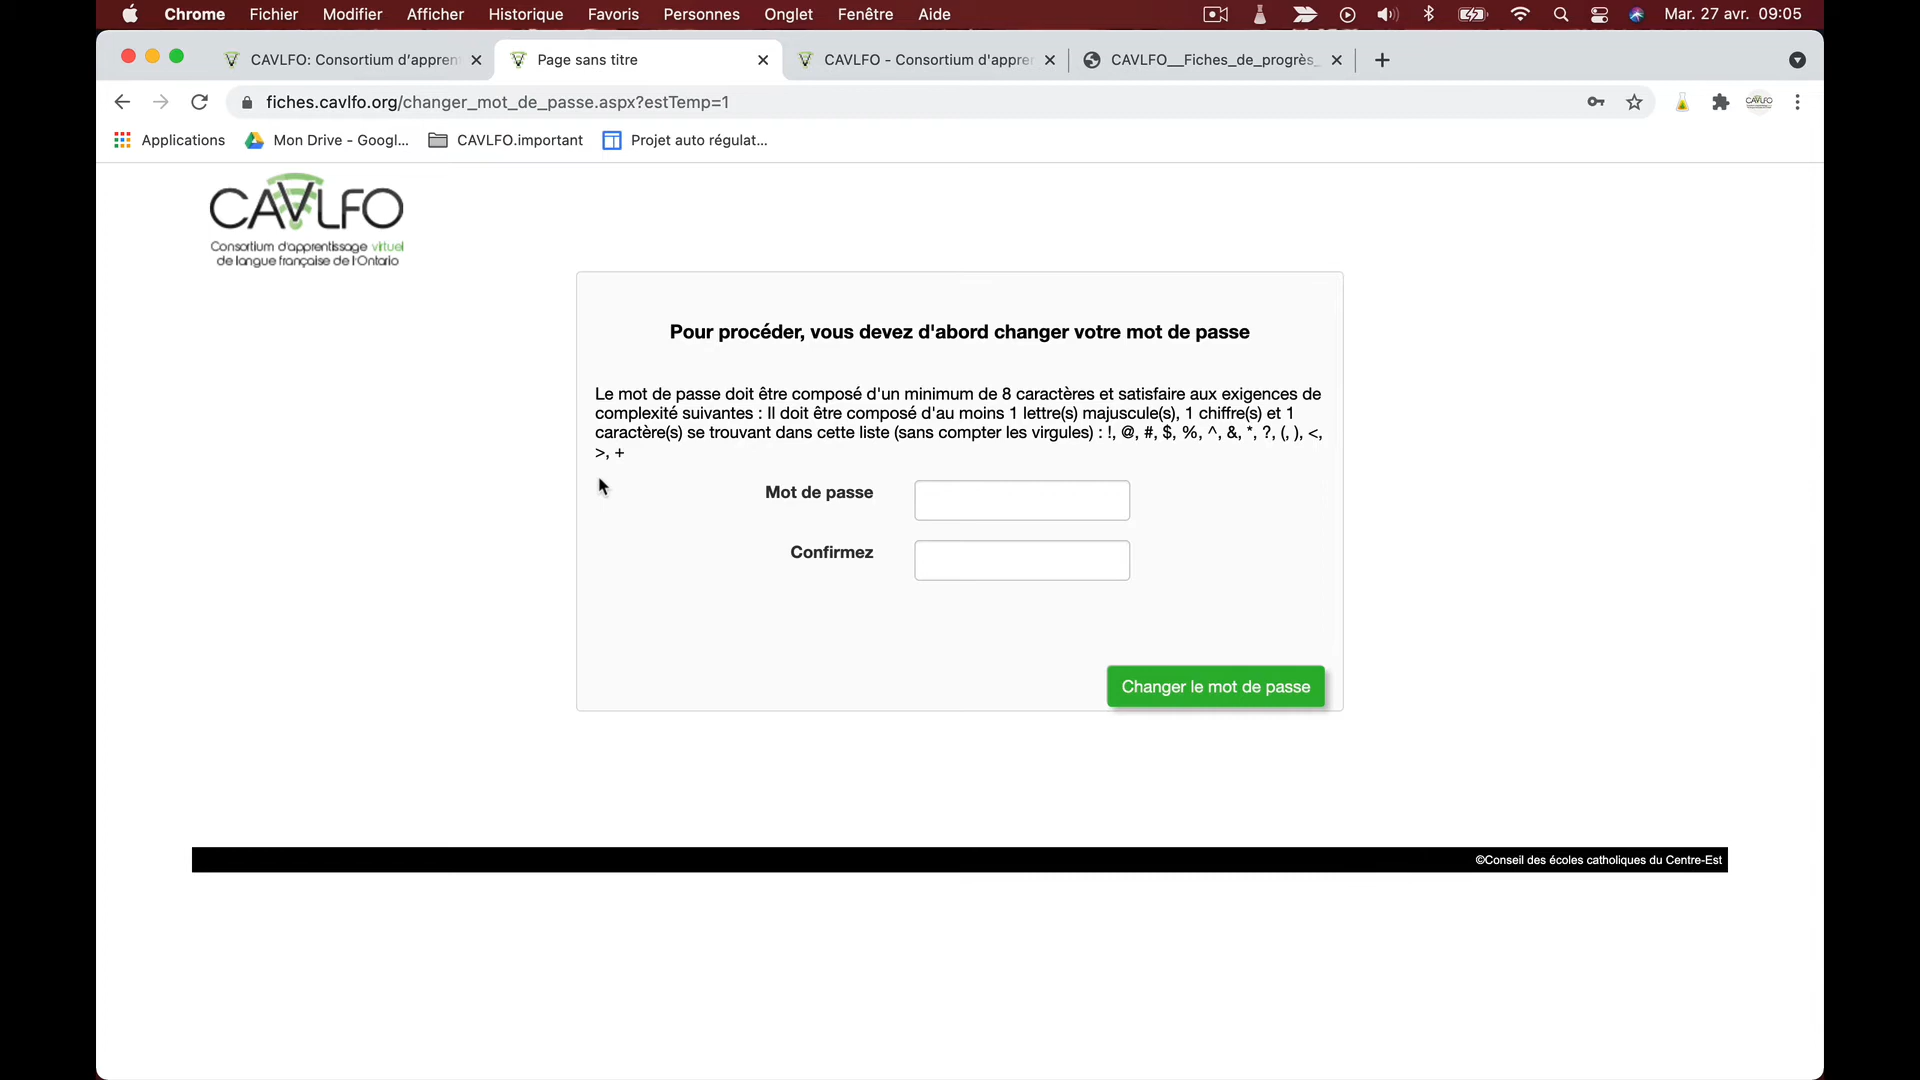 Chrome Fichier Modifier Afficher Historique Favoris Personnes Onglet Fenêtre Aide Mar. 27 avr. 09:05
CAVLFO: Consortium d'appren Page sans titre CAVLFO - Consortium d'appre CAVLFO__Fiches_de_progrès_
fiches.cavlfo.org/changer_mot_de_passe.aspx?estTemp=1
Applications Mon Drive - Googl... CAVLFO.important Projet auto régulat...
CAVLFO
Consortium d'apprentissage virtuel
de langue française de l'Ontario
Pour procéder, vous devez d'abord changer votre mot de passe
Le mot de passe doit être composé d'un minimum de 8 caractères et satisfaire aux exigences de
complexité suivantes : Il doit être composé d'au moins 1 lettre(s) majuscule(s), 1 chiffre(s) et 1
caractère(s) se trouvant dans cette liste (sans compter les virgules) : !, @, #, $, %, ^, &, *, ?, (, ), <,
>, +
Mot de passe
Confirmez
Changer le mot de passe
©Conseil des écoles catholiques du Centre-Est